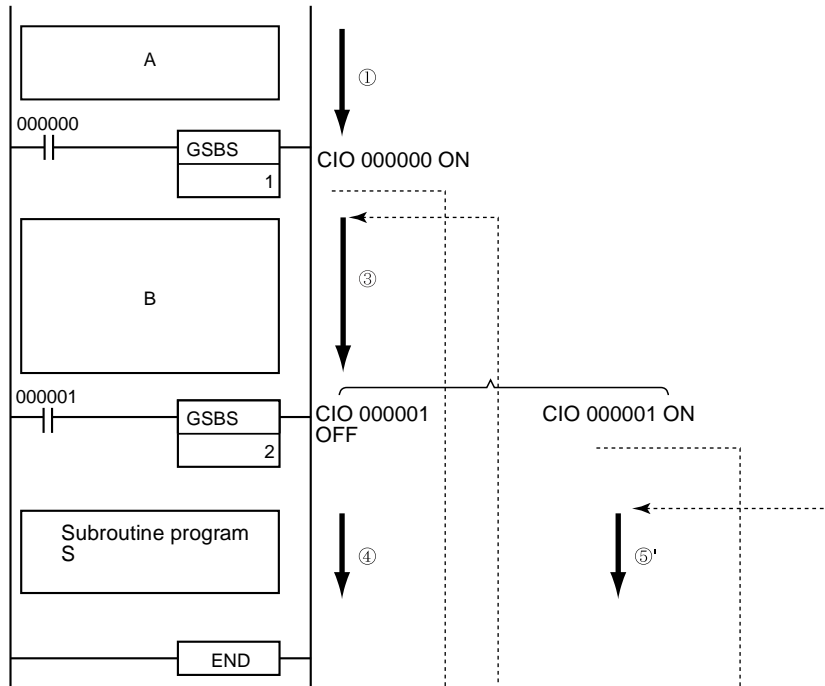 A
①
000000
GSBS
1
CIO 000000 ON
③
B
000001
GSBS
2
CIO 000001
OFF
CIO 000001 ON
Subroutine program
S
④
⑤'
END